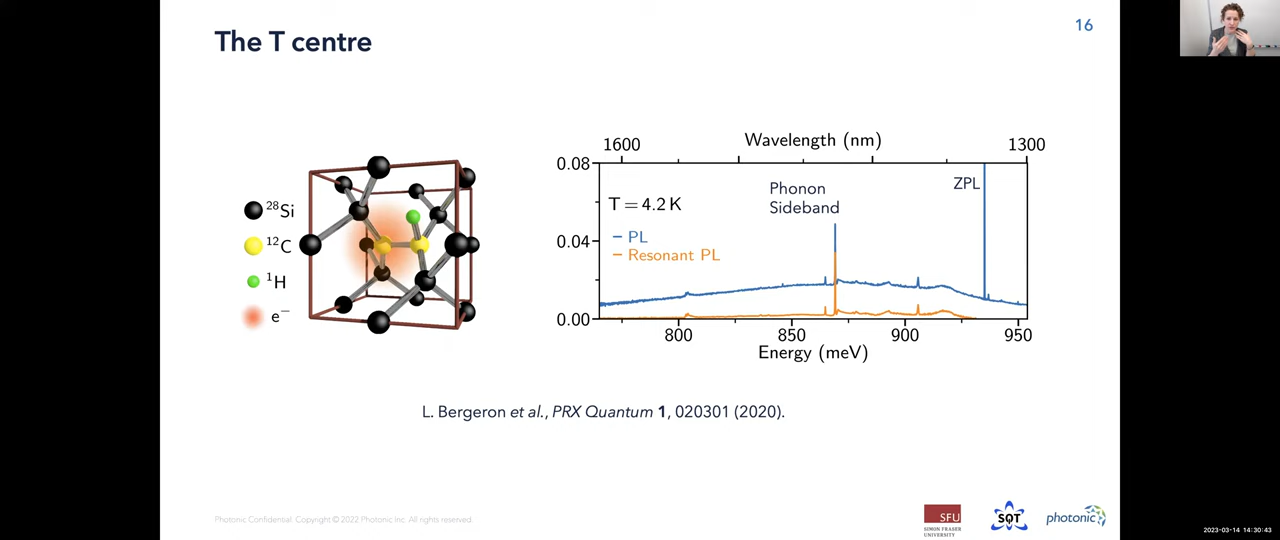 16
The T centre
28Si
12C
1H
e−
Wavelength (nm)
1600 1300
0.08
0.04
0.00
T = 4.2 K
PL
Resonant PL
Phonon
Sideband
ZPL
800 850 900 950
Energy (meV)
L. Bergeron et al., PRX Quantum 1, 020301 (2020).
Photonic Confidential. Copyright © 2022 Photonic Inc. All rights reserved.
SFU
SIMON FRASER
UNIVERSITY
SQT
photonic
2023-03-14 14:30:43